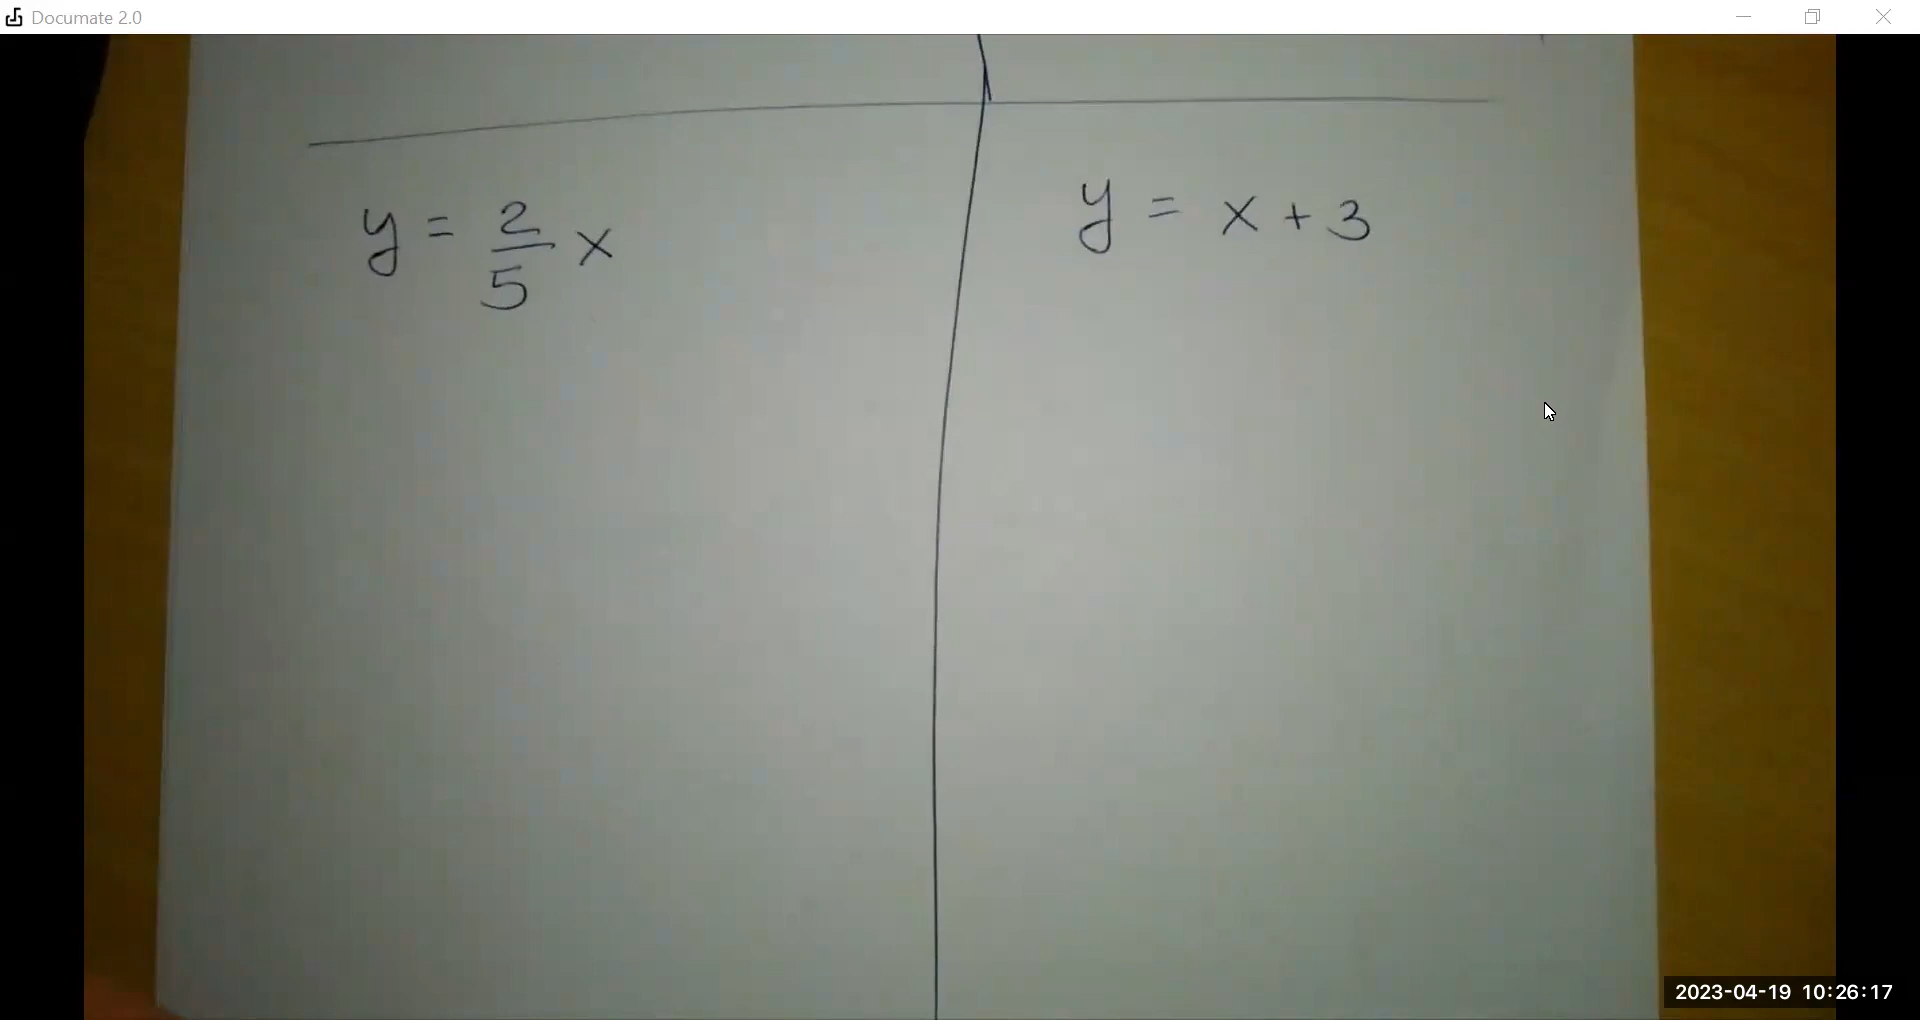 Documate 2.0
y = 2/5 x
y = x + 3
2023-04-19 10:26:17